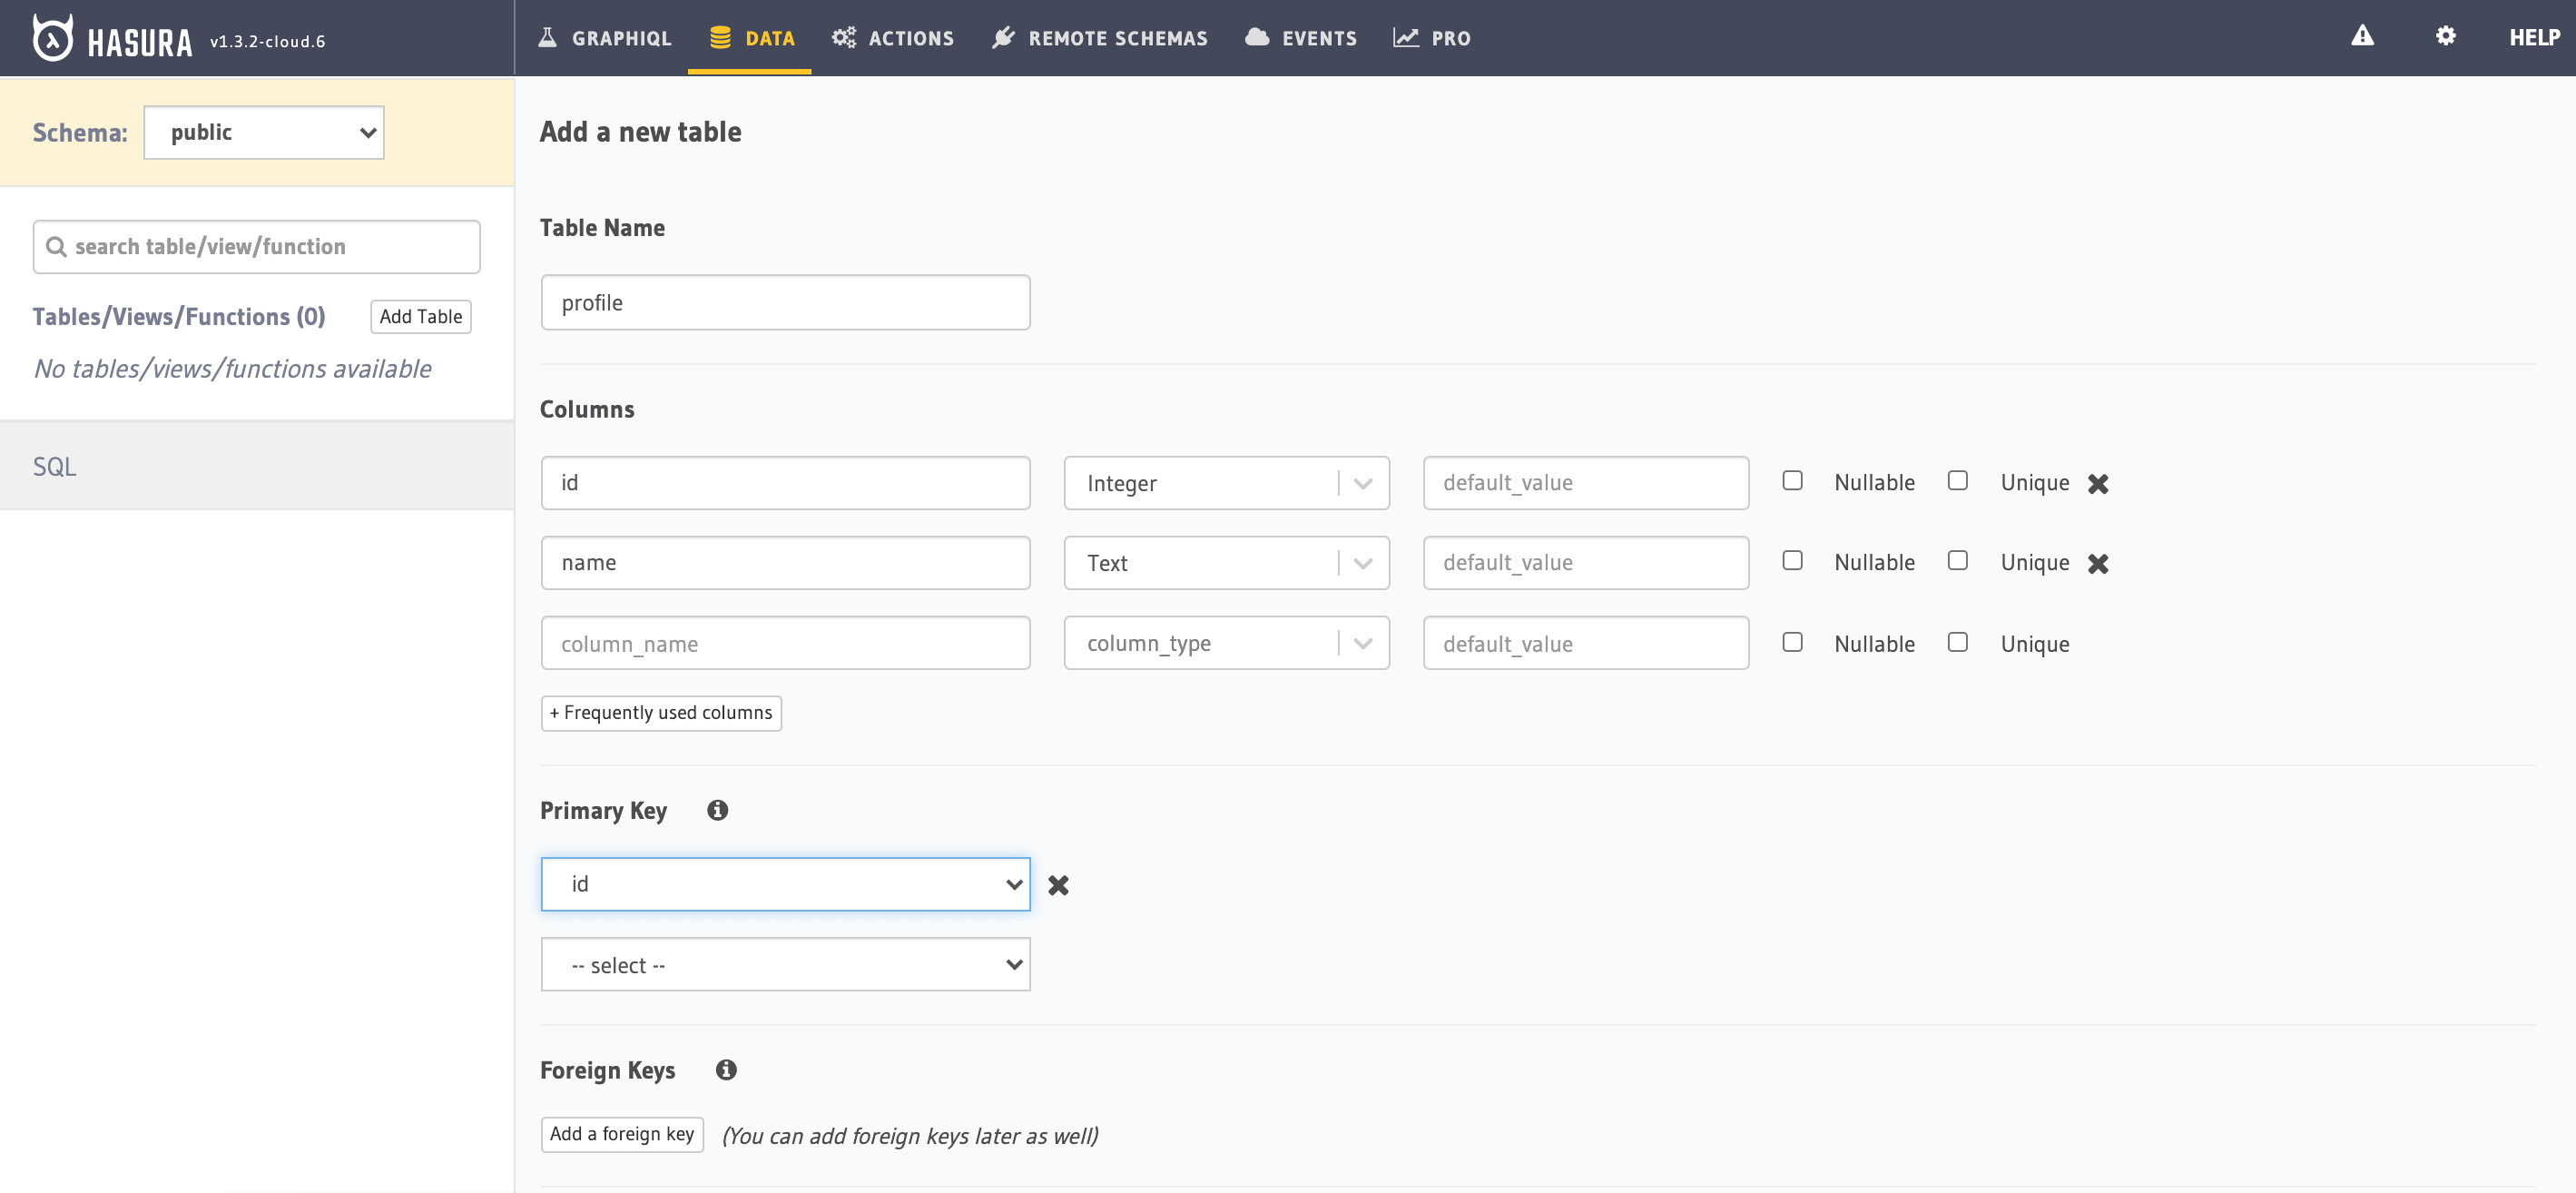 HASURA v1.3.2-cloud.6 GRAPHIQL DATA ACTIONS REMOTE SCHEMAS EVENTS PRO HELP
Schema: public
search table/view/function
Tables/Views/Functions (0) Add Table
No tables/views/functions available
SQL
Add a new table
Table Name
profile
Columns
id Integer default_value Nullable Unique
name Text default_value Nullable Unique
column_name column_type default_value Nullable Unique
+ Frequently used columns
Primary Key
id
-- select --
Foreign Keys
Add a foreign key (You can add foreign keys later as well)